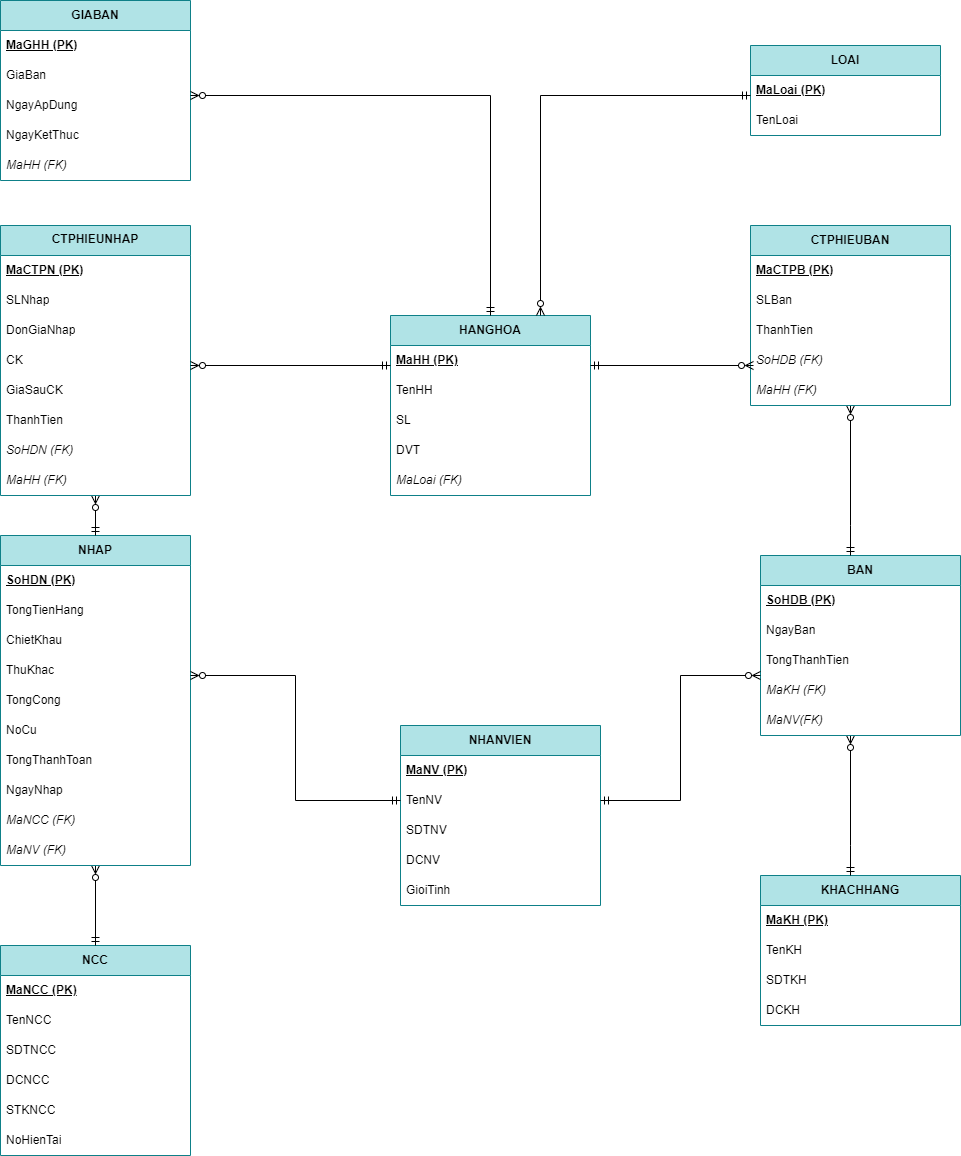 GIABAN
MaGHH (PK)
GiaBan
NgayApDung
NgayKetThuc
MaHH (FK)
LOAI
MaLoai (PK)
TenLoai
CTPHIEUNHAP
MaCTPN (PK)
SLNhap
DonGiaNhap
CK
GiaSauCK
ThanhTien
SoHDN (FK)
MaHH (FK)
HANGHOA
MaHH (PK)
TenHH
SL
DVT
MaLoai (FK)
CTPHIEUBAN
MaCTPB (PK)
SLBan
ThanhTien
SoHDB (FK)
MaHH (FK)
NHAP
SoHDN (PK)
TongTienHang
ChietKhau
ThuKhac
TongCong
NoCu
TongThanhToan
NgayNhap
MaNCC (FK)
MaNV (FK)
NHANVIEN
MaNV (PK)
TenNV
SDTNV
DCNV
GioiTinh
BAN
SoHDB (PK)
NgayBan
TongThanhTien
MaKH (FK)
MaNV(FK)
KHACHHANG
MaKH (PK)
TenKH
SDTKH
DCKH
NCC
MaNCC (PK)
TenNCC
SDTNCC
DCNCC
STKNCC
NoHienTai